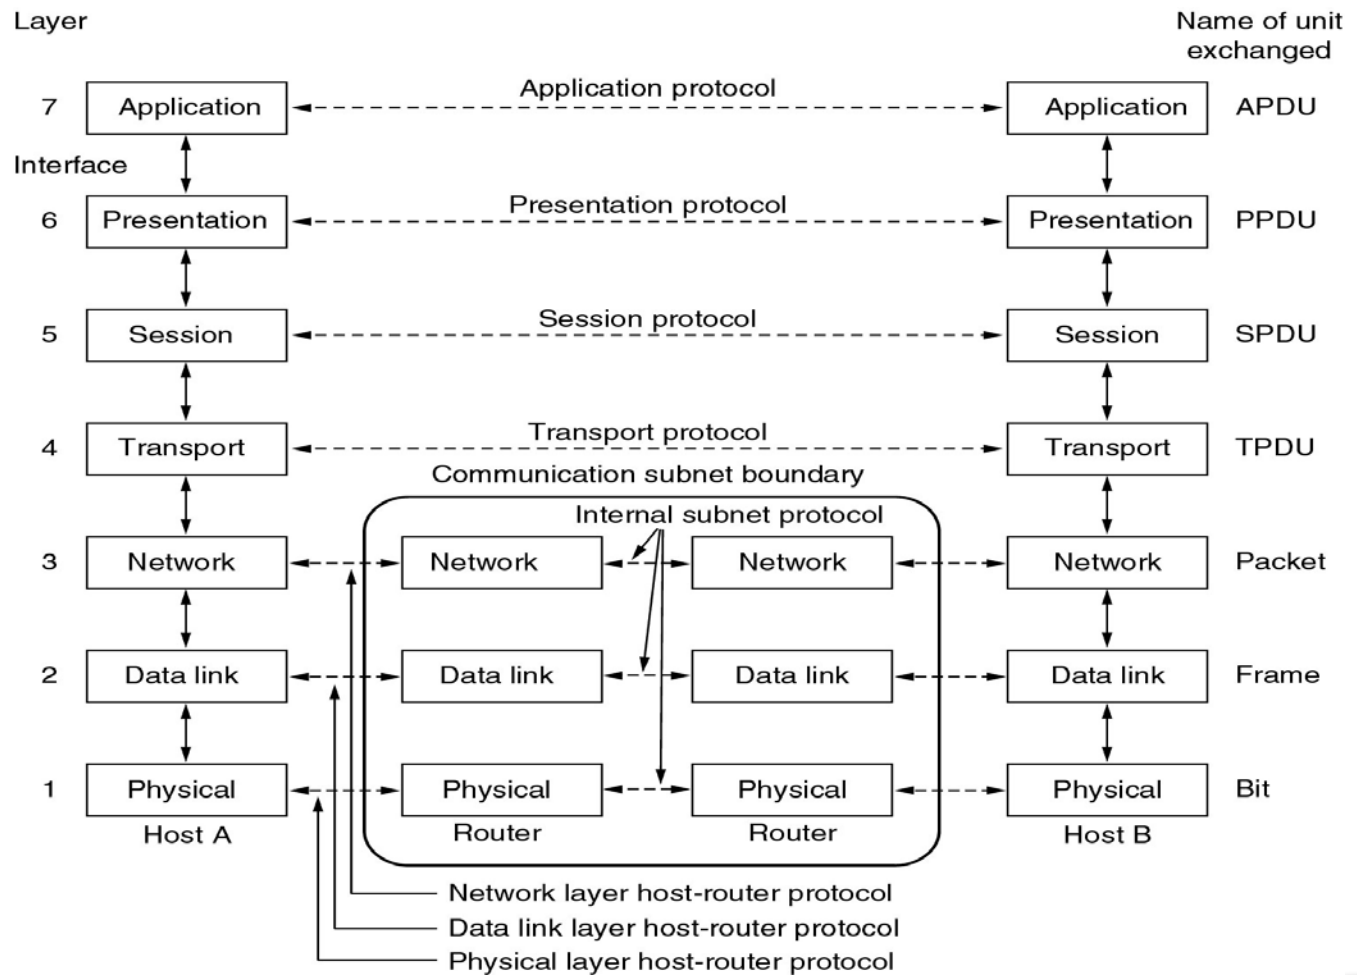 Layer
Name of unit
exchanged
Application protocol
7
Application
Application
APDU
Interface
Presentation protocol
6
Presentation
Presentation
PPDU
Session protocol
5
Session
Session
SPDU
Transport protocol
4
Transport
Transport
TPDU
Communication subnet boundary
Internal subnet protocol
3
Network
Network
Network
Network
Packet
2
Data link
Data link
Data link
Data link
Frame
1
Physical
Physical
Physical
Physical
Bit
Host A
Router
Router
Host B
Network layer host-router protocol
Data link layer host-router protocol
Physical layer host-router protocol